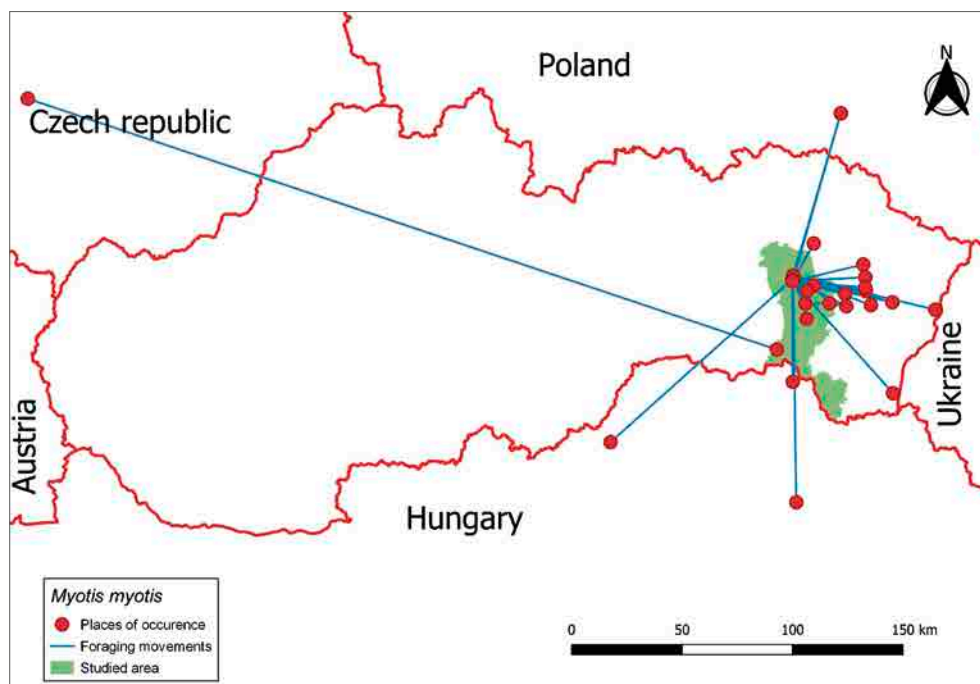 Poland
N
Czech republic
Ukraine
Austria
Hungary
Myotis myotis
Places of occurence
Foraging movements
Studied area
0 50 100 150 km